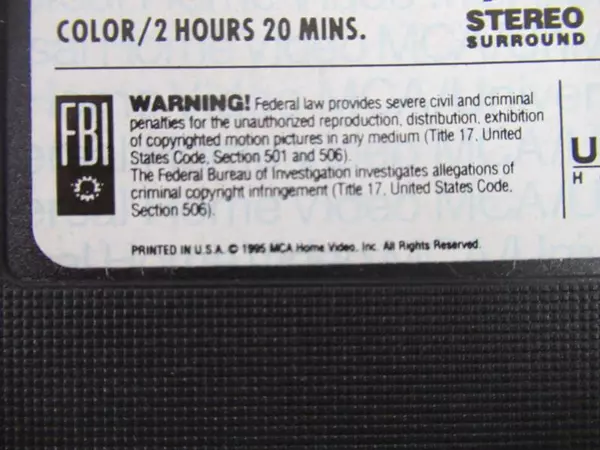 COLOR/2 HOURS 20 MINS.
STEREO
SURROUND
FBI
WARNING! Federal law provides severe civil and criminal
penalties for the unauthorized reproduction, distribution, exhibition
of copyrighted motion pictures in any medium (Title 17, United
States Code, Section 501 and 506).
The Federal Bureau of Investigation investigates allegations of
criminal copyright infringement (Title 17, United States Code,
Section 506).
U
H
PRINTED IN U.S.A. © 1995 MCA Home Video, Inc. All Rights Reserved.